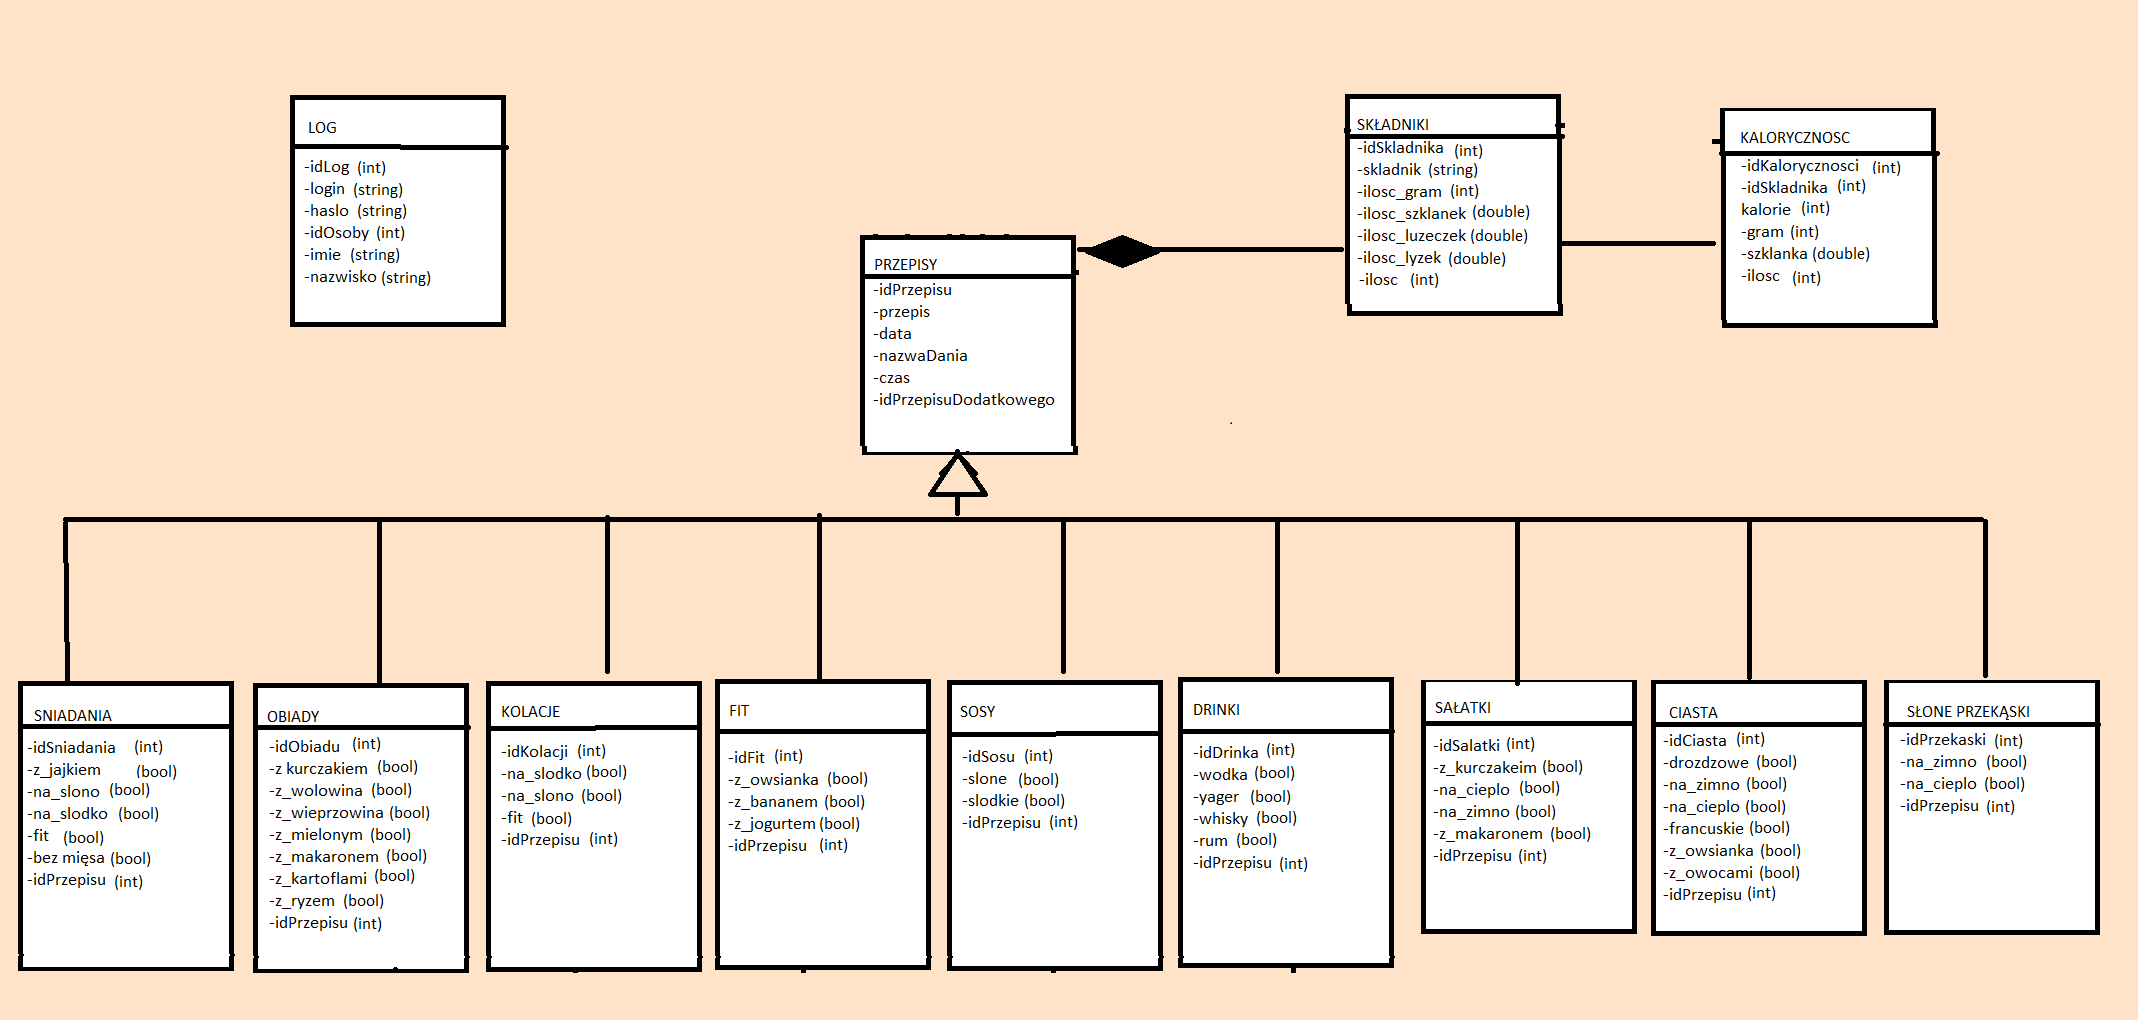 LOG
-idLog (int)
-login (string)
-haslo (string)
-idOsoby (int)
-imie (string)
-nazwisko (string)
SKŁADNIKI
-idSkladnika (int)
-skladnik (string)
-ilosc_gram (int)
-ilosc_szklanek (double)
-ilosc_luzeczek (double)
-ilosc_lyzek (double)
-ilosc (int)
KALORYCZNOSC
-idKalorycznosci (int)
-idSkladnika (int)
kalorie (int)
-gram (int)
-szklanka (double)
-ilosc (int)
PRZEPISY
-idPrzepisu
-przepis
-data
-nazwaDania
-czas
-idPrzepisuDodatkowego
SNIADANIA
-idSniadania (int)
-z_jajkiem (bool)
-na_slono (bool)
-na_slodko (bool)
-fit (bool)
-bez mięsa (bool)
-idPrzepisu (int)
OBIADY
-idObiadu (int)
-z kurczakiem (bool)
-z_wolowina (bool)
-z_wieprzowina (bool)
-z_mielonym (bool)
-z_makaronem (bool)
-z_kartoflami (bool)
-z_ryzem (bool)
-idPrzepisu (int)
KOLACJE
-idKolacji (int)
-na_slodko (bool)
-na_slono (bool)
-fit (bool)
-idPrzepisu (int)
FIT
-idFit (int)
-z_owsianka (bool)
-z_bananem (bool)
-z_jogurtem (bool)
-idPrzepisu (int)
SOSY
-idSosu (int)
-slone (bool)
-slodkie (bool)
-idPrzepisu (int)
DRINKI
-idDrinka (int)
-wodka (bool)
-yager (bool)
-whisky (bool)
-rum (bool)
-idPrzepisu (int)
SAŁATKI
-idSalatki (int)
-z_kurczakeim (bool)
-na_cieplo (bool)
-na_zimno (bool)
-z_makaronem (bool)
-idPrzepisu (int)
CIASTA
-idCiasta (int)
-drozdzowe (bool)
-na_zimno (bool)
-na_cieplo (bool)
-francuskie (bool)
-z_owsianka (bool)
-z_owocami (bool)
-idPrzepisu (int)
SŁONE PRZEKĄSKI
-idPrzekaski (int)
-na_zimno (bool)
-na_cieplo (bool)
-idPrzepisu (int)